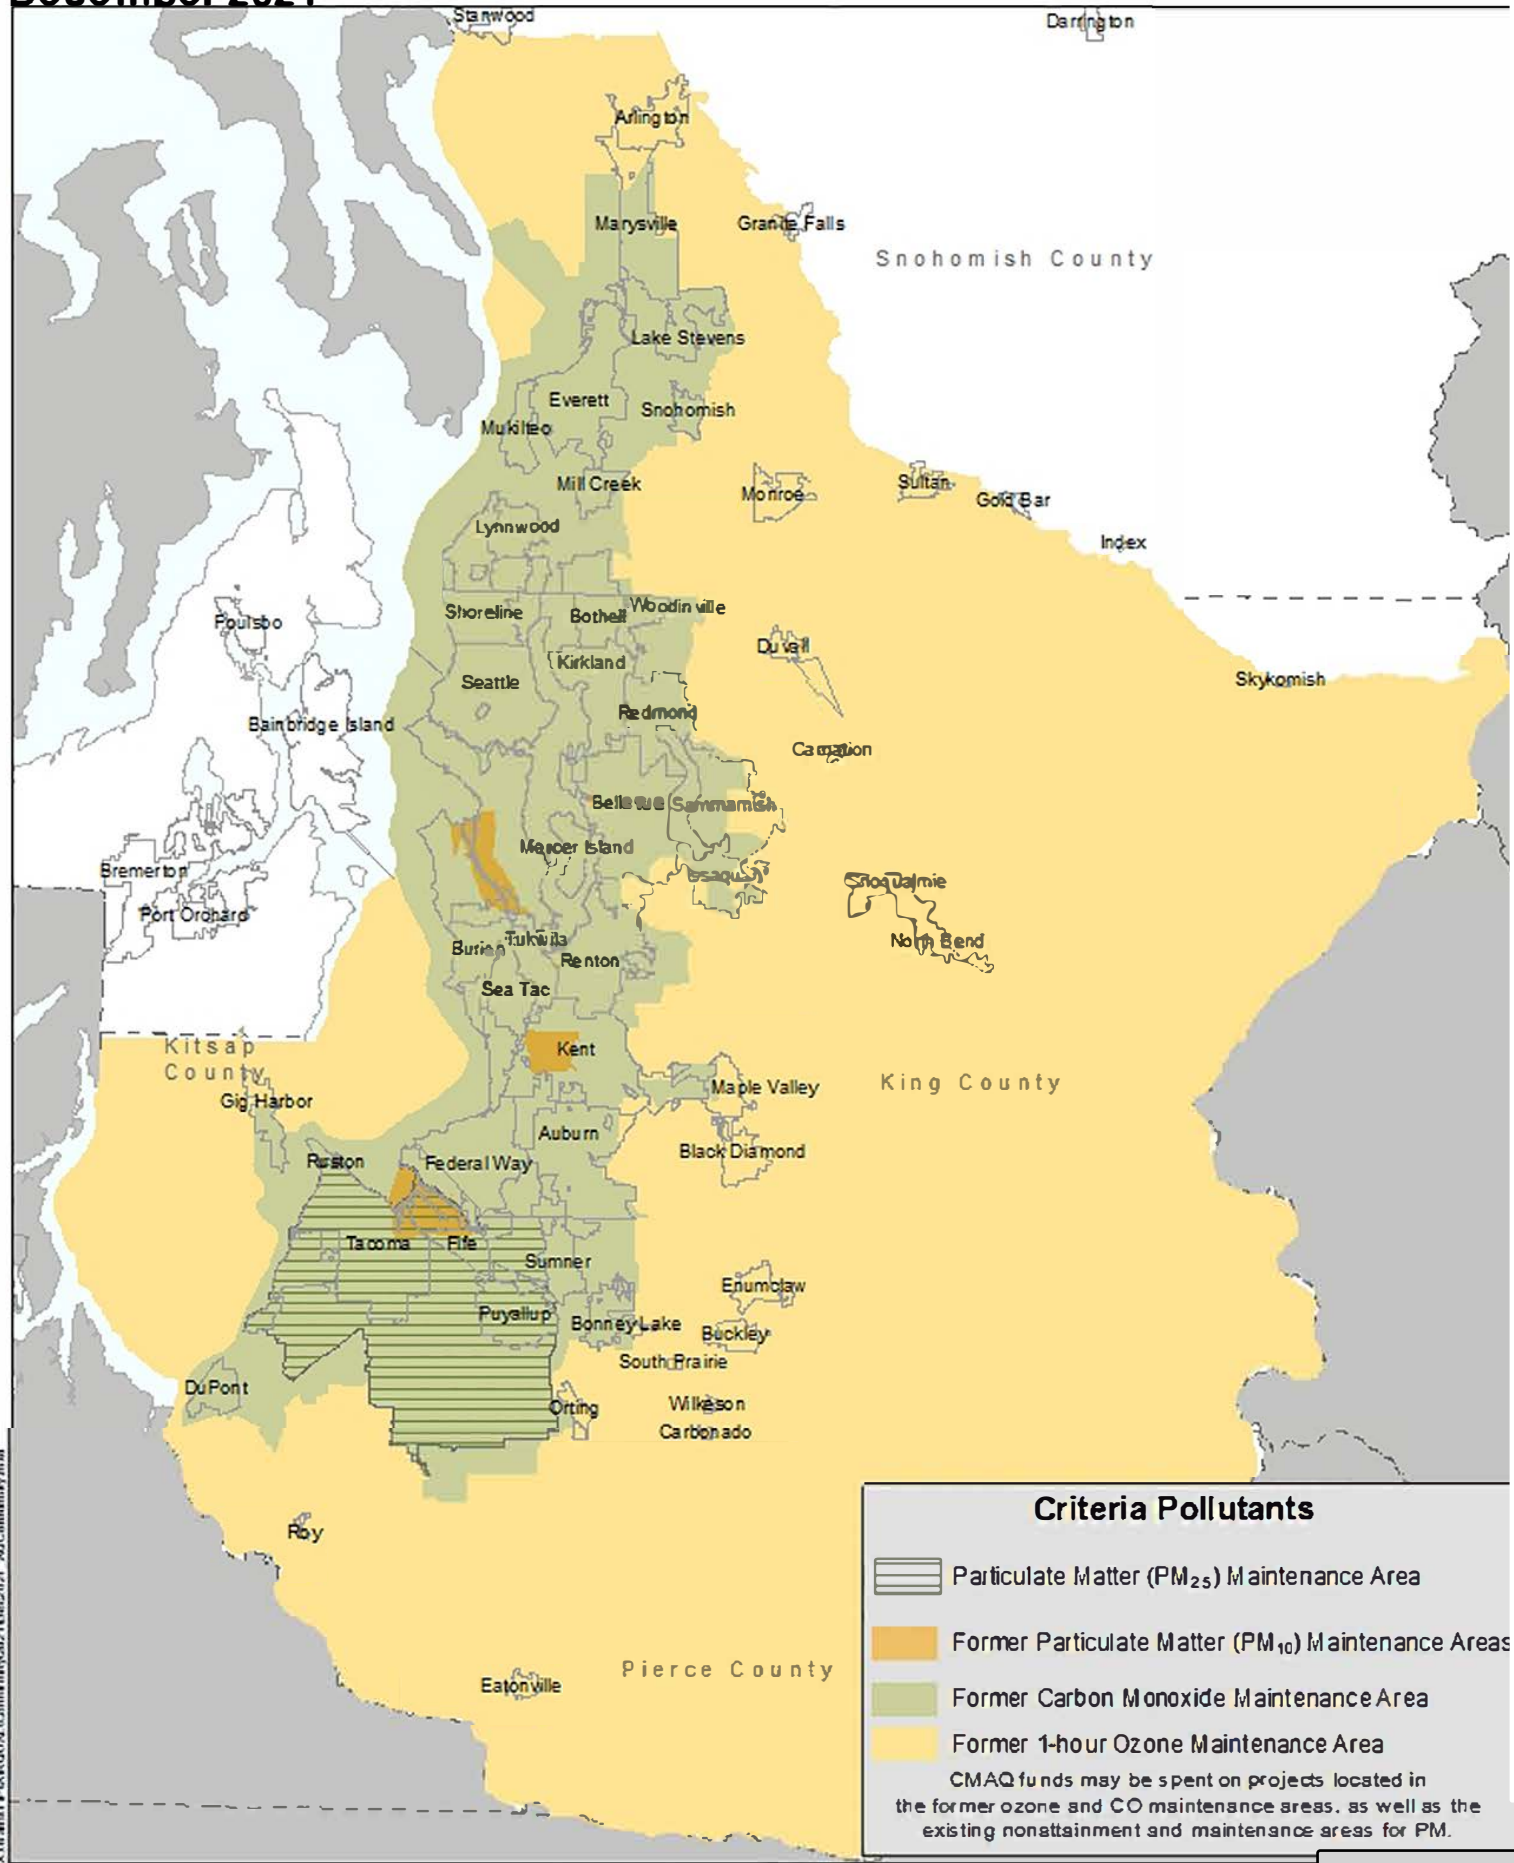 Stanwood
Darrington
Arlington
Marysville
Granite Falls
Snohomish County
Lake Stevens
Everett
Snohomish
Mukilteo
Mill Creek
Monroe
Sultan
Gold Bar
Lynnwood
Index
Shoreline
Bothell
Woodinville
Poulsbo
Duvall
Kirkland
Seattle
Skykomish
Redmond
Bainbridge Island
Carnation
Bellevue
Sammamish
Mercer Island
Bremerton
Issaquah
Snoqualmie
Port Orchard
Burien
Tukwila
North Bend
Renton
Sea Tac
Kitsap
County
Kent
King County
Maple Valley
Gig Harbor
Auburn
Black Diamond
Ruston
Federal Way
Tacoma
Fife
Sumner
Enumclaw
Puyallup
Bonney Lake
Buckley
South Prairie
DuPont
Orting
Wilkeson
Carbonado
Roy
Pierce County
Eatonville
Criteria Pollutants
Particulate Matter (PM₂₅) Maintenance Area
Former Particulate Matter (PM₁₀) Maintenance Areas
Former Carbon Monoxide Maintenance Area
Former 1-hour Ozone Maintenance Area
CMAQ funds may be spent on projects located in
the former ozone and CO maintenance areas, as well as the
existing nonattainment and maintenance areas for PM.